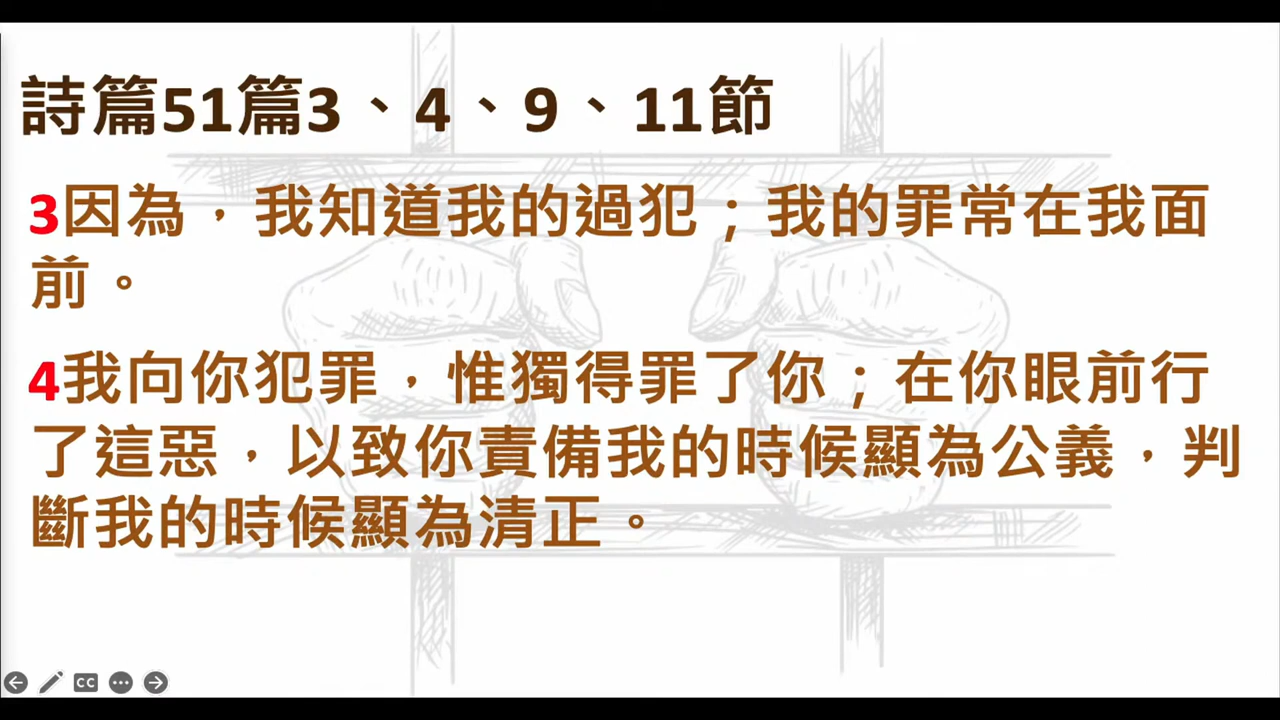 詩篇51篇3、4、9、11節
3因為，我知道我的過犯；我的罪常在我面
前。
4我向你犯罪，惟獨得罪了你；在你眼前行
了這惡，以致你責備我的時候顯為公義，判
斷我的時候顯為清正。
CC